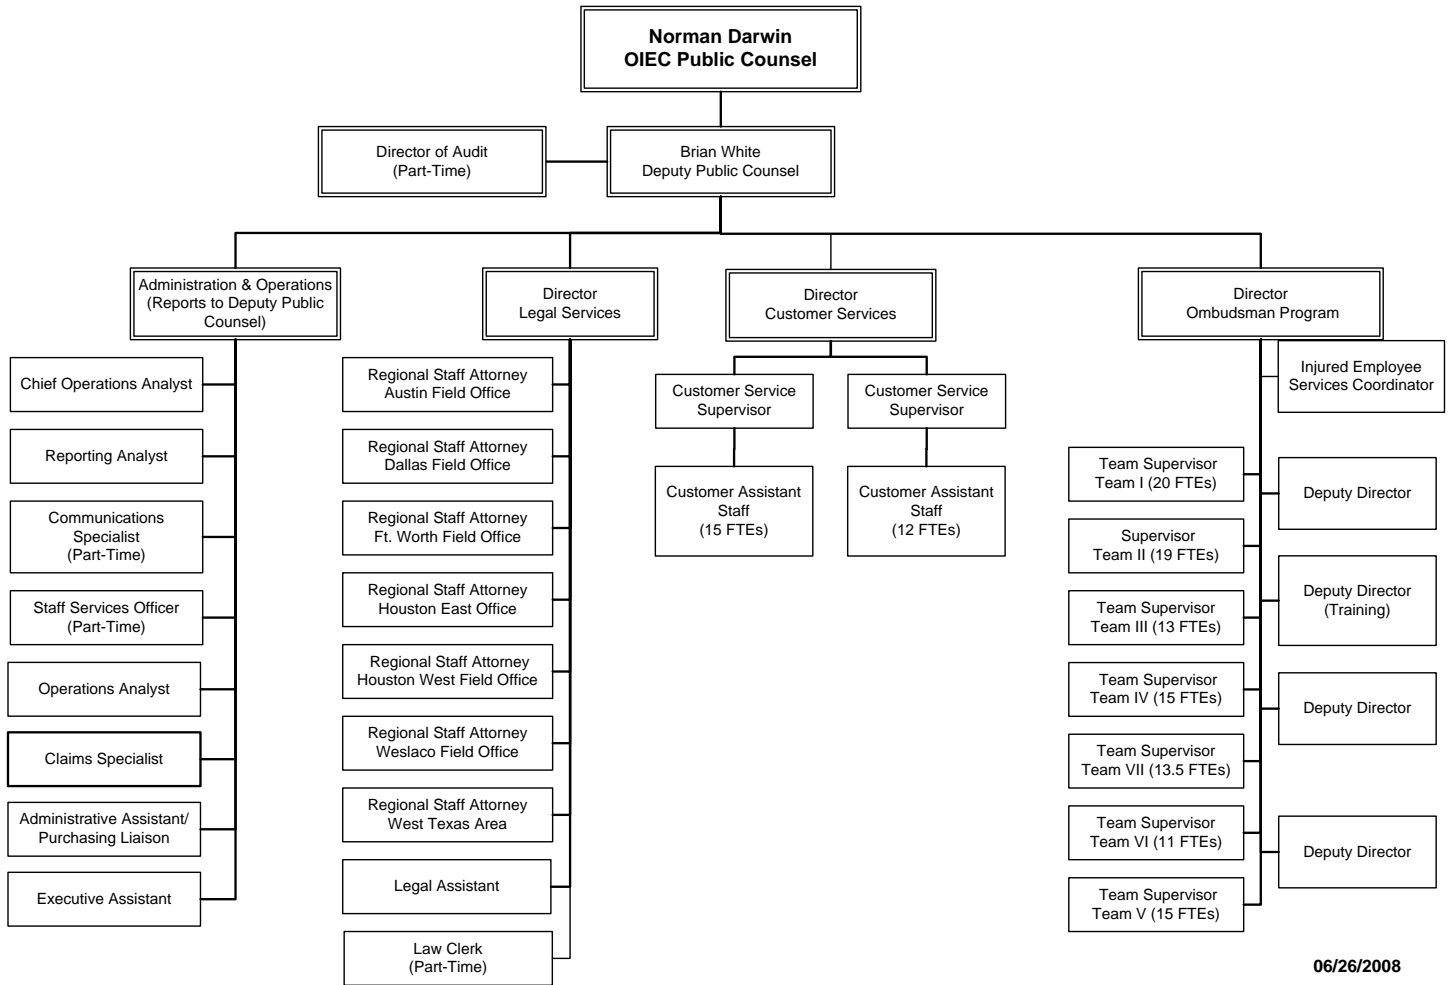 Norman Darwin
OIEC Public Counsel
Director of Audit
(Part-Time)
Brian White
Deputy Public Counsel
Administration & Operations
(Reports to Deputy Public
Counsel)
Director
Legal Services
Director
Customer Services
Director
Ombudsman Program
Chief Operations Analyst
Reporting Analyst
Communications
Specialist
(Part-Time)
Staff Services Officer
(Part-Time)
Operations Analyst
Claims Specialist
Administrative Assistant/
Purchasing Liaison
Executive Assistant
Regional Staff Attorney
Austin Field Office
Regional Staff Attorney
Dallas Field Office
Regional Staff Attorney
Ft. Worth Field Office
Regional Staff Attorney
Houston East Office
Regional Staff Attorney
Houston West Field Office
Regional Staff Attorney
Weslaco Field Office
Regional Staff Attorney
West Texas Area
Legal Assistant
Law Clerk
(Part-Time)
Customer Service
Supervisor
Customer Assistant
Staff
(15 FTEs)
Customer Service
Supervisor
Customer Assistant
Staff
(12 FTEs)
Team Supervisor
Team I (20 FTEs)
Supervisor
Team II (19 FTEs)
Team Supervisor
Team III (13 FTEs)
Team Supervisor
Team IV (15 FTEs)
Team Supervisor
Team VII (13.5 FTEs)
Team Supervisor
Team VI (11 FTEs)
Team Supervisor
Team V (15 FTEs)
Injured Employee
Services Coordinator
Deputy Director
Deputy Director
(Training)
Deputy Director
Deputy Director
06/26/2008